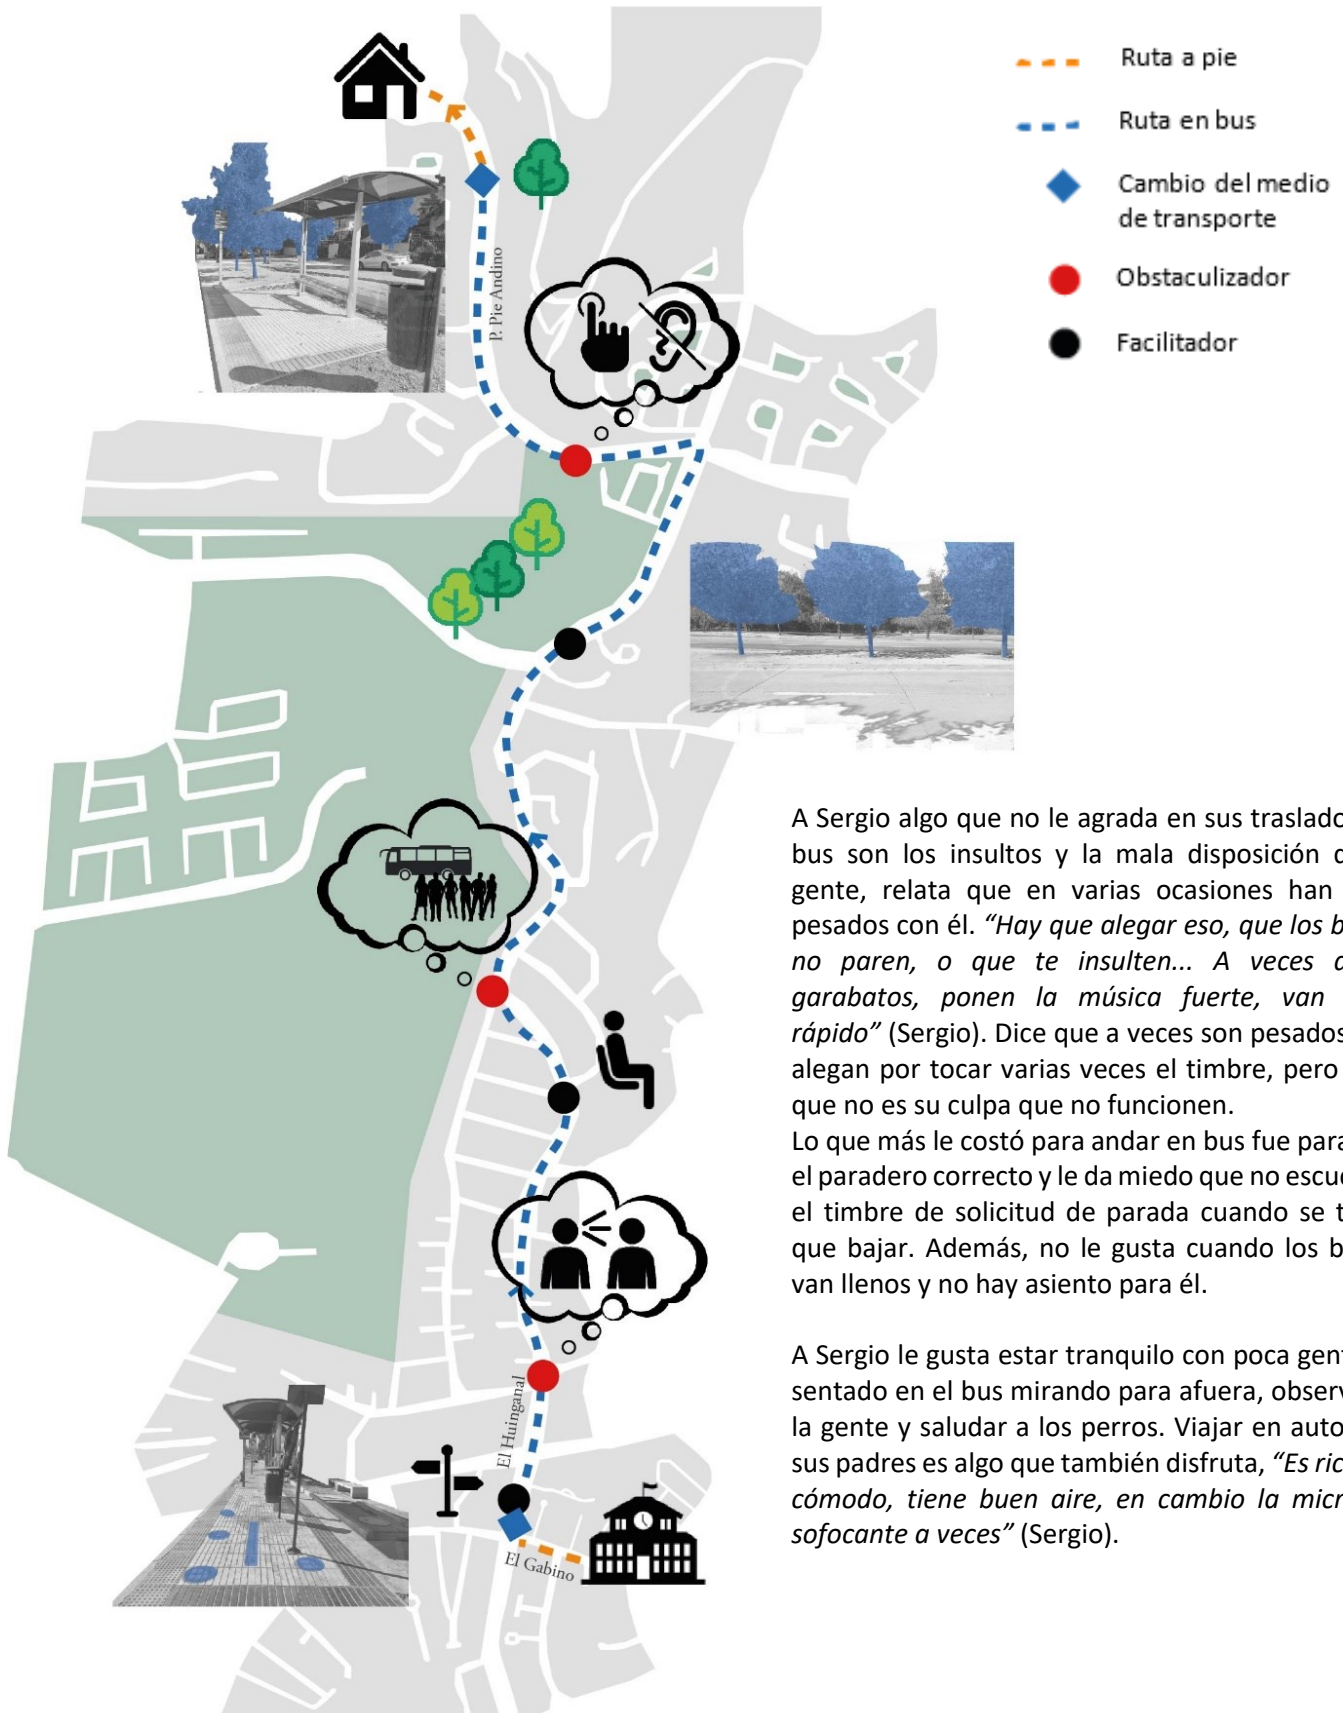 Ruta a pie
Ruta en bus
Cambio del medio
de transporte
Obstaculizador
Facilitador
P. Pie Andino
A Sergio algo que no le agrada en sus traslado
bus son los insultos y la mala disposición d
gente, relata que en varias ocasiones han
pesados con él. “Hay que alegar eso, que los b
no paren, o que te insulten... A veces d
garabatos, ponen la música fuerte, van
rápido” (Sergio). Dice que a veces son pesados
alegan por tocar varias veces el timbre, pero
que no es su culpa que no funcionen.
Lo que más le costó para andar en bus fue para
el paradero correcto y le da miedo que no escu
el timbre de solicitud de parada cuando se t
que bajar. Además, no le gusta cuando los b
van llenos y no hay asiento para él.
A Sergio le gusta estar tranquilo con poca gent
sentado en el bus mirando para afuera, observ
la gente y saludar a los perros. Viajar en auto
sus padres es algo que también disfruta, “Es ric
cómodo, tiene buen aire, en cambio la micr
sofocante a veces” (Sergio).
El Huinganal
El Gabino